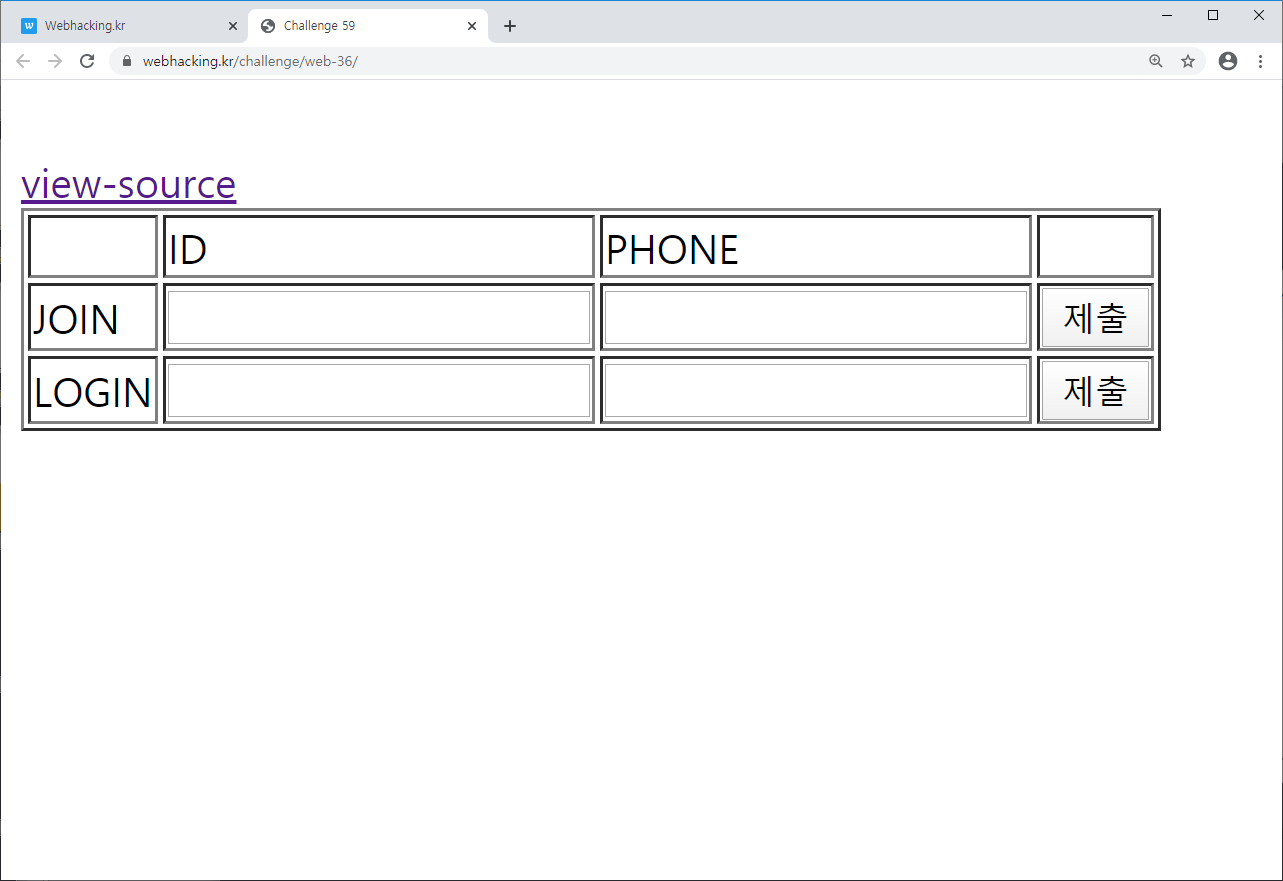 Webhacking.kr
Challenge 59
webhacking.kr/challenge/web-36/
view-source
ID PHONE
JOIN 제출
LOGIN 제출